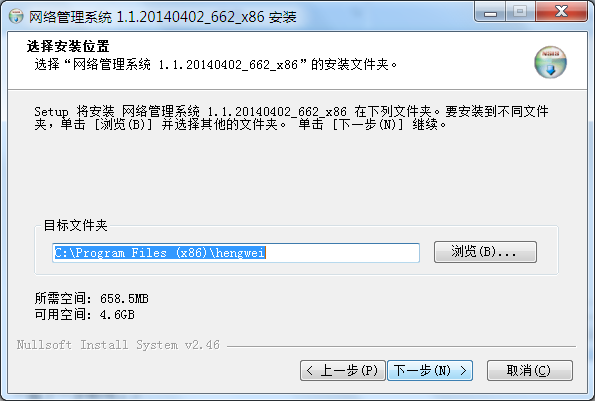 网络管理系统 1.1.20140402_662_x86 安装
选择安装位置
选择“网络管理系统 1.1.20140402_662_x86”的安装文件夹。
Setup 将安装 网络管理系统 1.1.20140402_662_x86 在下列文件夹。要安装到不同文件
夹，单击 [浏览(B)] 并选择其他的文件夹。 单击 [下一步(N)] 继续。
目标文件夹
C:\Program Files (x86)\hengwei
浏览(B)...
所需空间: 658.5MB
可用空间: 4.6GB
Nullsoft Install System v2.46
< 上一步(P)
下一步(N) >
取消(C)